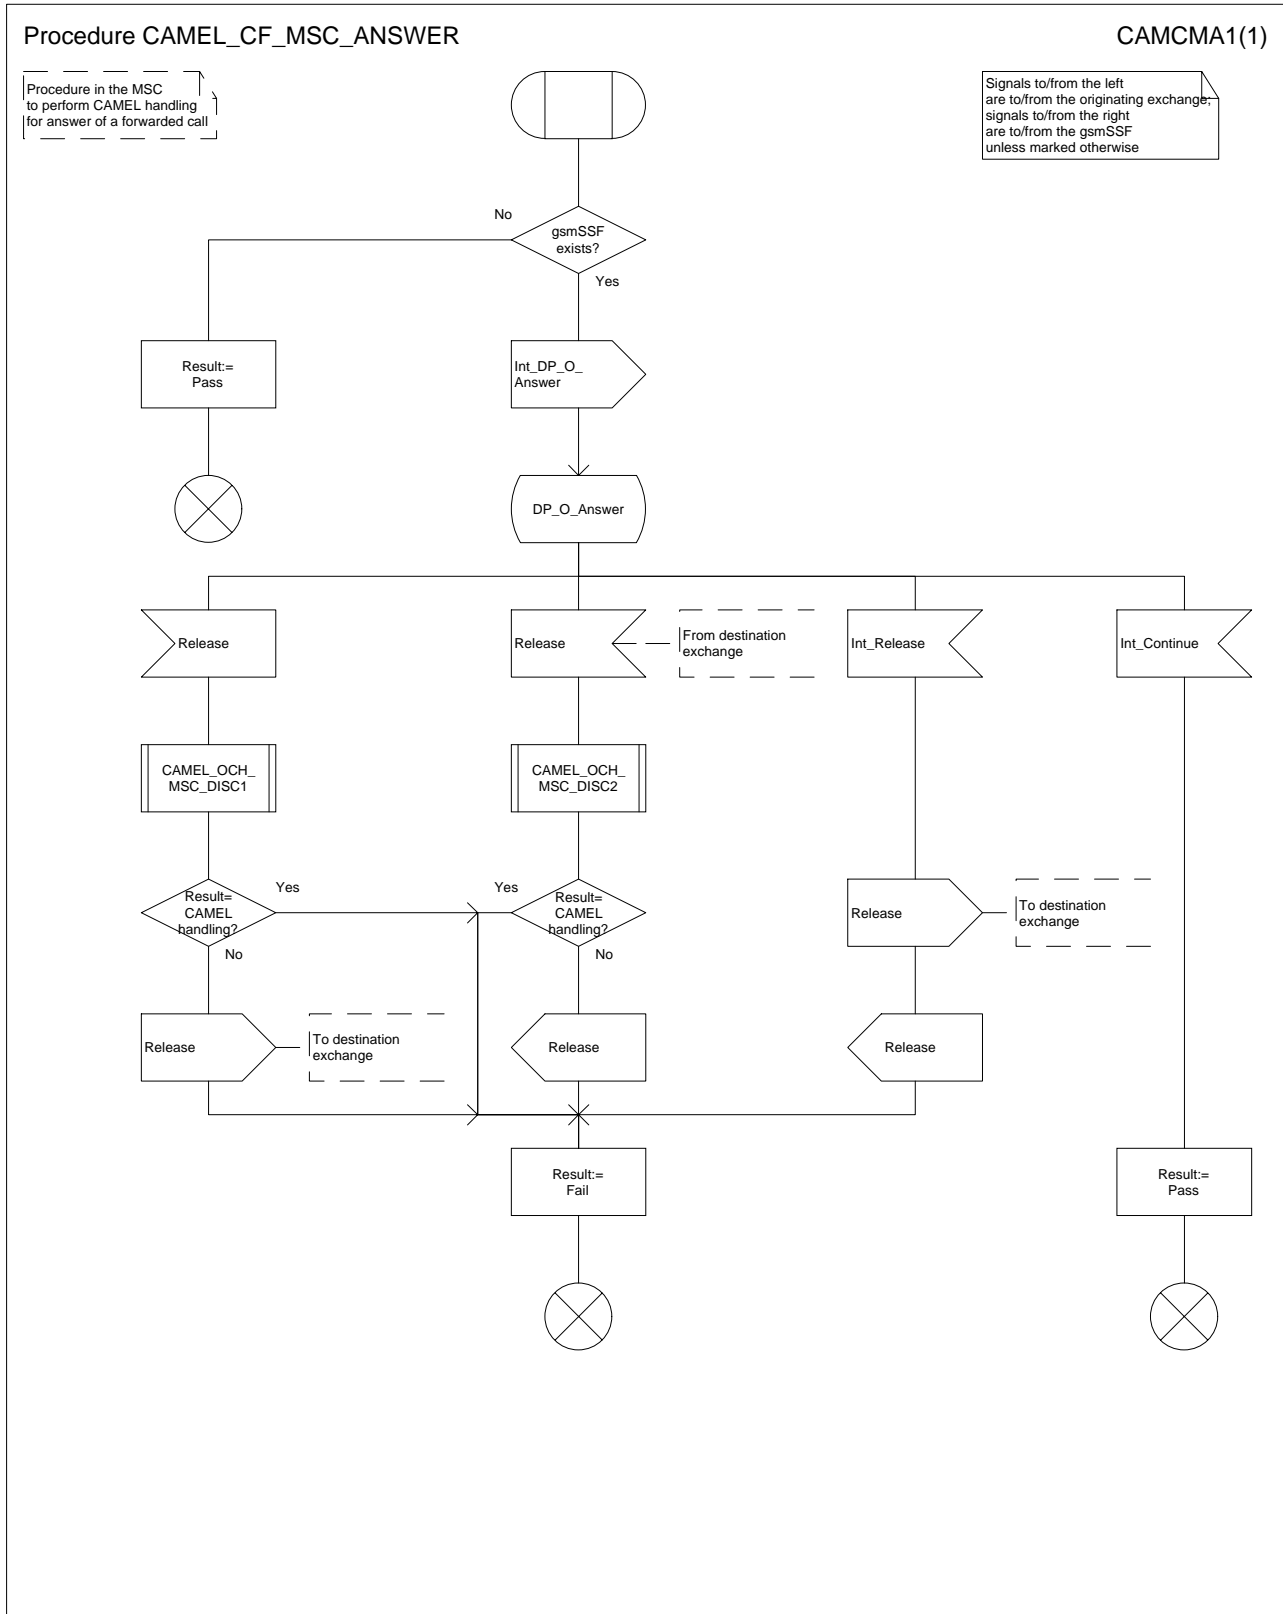 Procedure CAMEL_CF_MSC_ANSWER
CAMCMA1(1)
Procedure in the MSC
to perform CAMEL handling
for answer of a forwarded call
Signals to/from the left
are to/from the originating exchange;
signals to/from the right
are to/from the gsmSSF
unless marked otherwise
No
gsmSSF
exists?
Yes
Result:=
Pass
Int_DP_O_
Answer
DP_O_Answer
Release
Release
From destination
exchange
Int_Release
Int_Continue
CAMEL_OCH_
MSC_DISC1
CAMEL_OCH_
MSC_DISC2
Result=
CAMEL
handling?
Yes
No
Yes
Result=
CAMEL
handling?
No
Release
To destination
exchange
Release
To destination
exchange
Release
Release
Result:=
Fail
Result:=
Pass